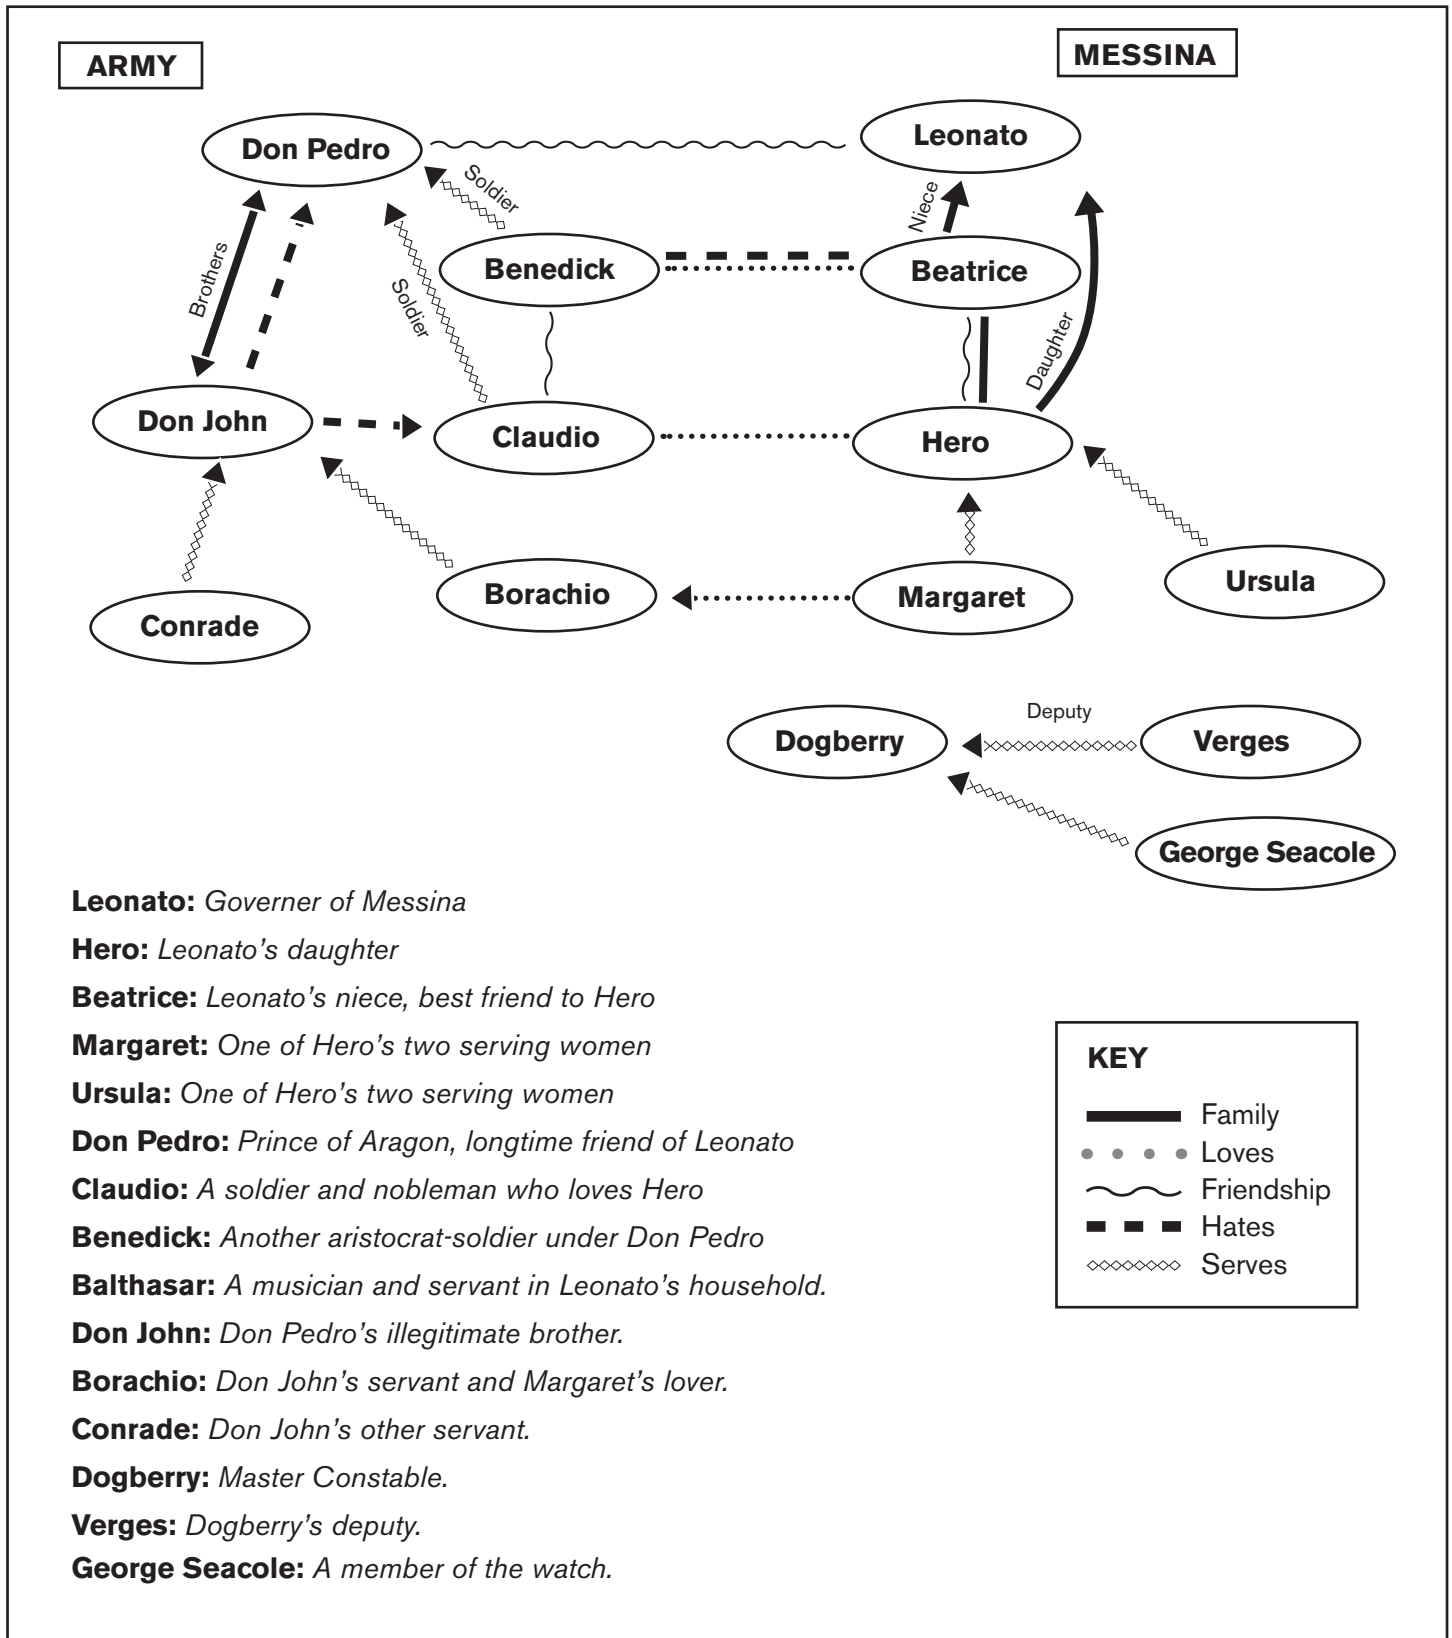 ARMY
MESSINA
Don Pedro
Leonato
Soldier
Niece
Benedick
Beatrice
Brothers
Soldier
Daughter
Don John
Claudio
Hero
Conrade
Borachio
Margaret
Ursula
Deputy
Dogberry
Verges
George Seacole
Leonato: Governer of Messina
Hero: Leonato's daughter
Beatrice: Leonato's niece, best friend to Hero
Margaret: One of Hero's two serving women
Ursula: One of Hero's two serving women
Don Pedro: Prince of Aragon, longtime friend of Leonato
Claudio: A soldier and nobleman who loves Hero
Benedick: Another aristocrat-soldier under Don Pedro
Balthasar: A musician and servant in Leonato's household.
Don John: Don Pedro's illegitimate brother.
Borachio: Don John's servant and Margaret's lover.
Conrade: Don John's other servant.
Dogberry: Master Constable.
Verges: Dogberry's deputy.
George Seacole: A member of the watch.
KEY
Family
Loves
Friendship
Hates
Serves